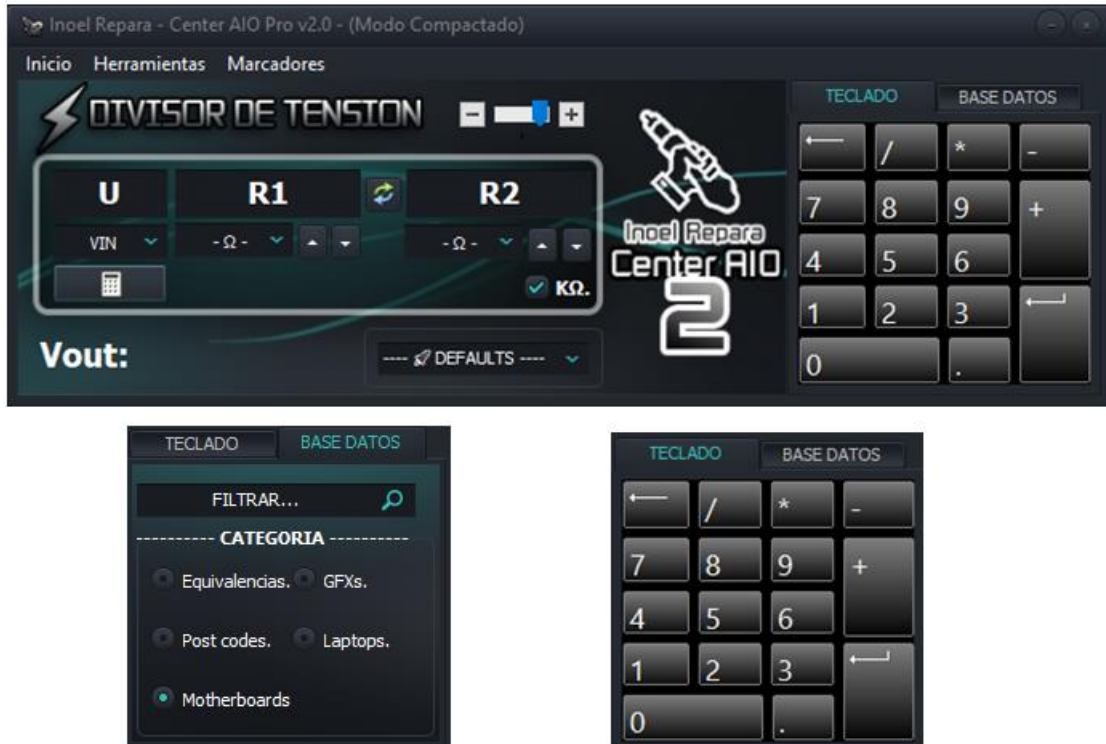 Inoel Repara - Center AIO Pro v2.0 - (Modo Compactado)
Inicio Herramientas Marcadores
DIVISOR DE TENSION
U R1 R2
VIN - Ω - - Ω -
KΩ.
Vout:
---- DEFAULTS ----
Inoel Repara
Center AIO
2
TECLADO BASE DATOS
/ * -
7 8 9 +
4 5 6
1 2 3
0 .
TECLADO BASE DATOS
FILTRAR...
---------- CATEGORIA ----------
Equivalencias. GFXs.
Post codes. Laptops.
Motherboards
TECLADO BASE DATOS
/ * -
7 8 9 +
4 5 6
1 2 3
0 .